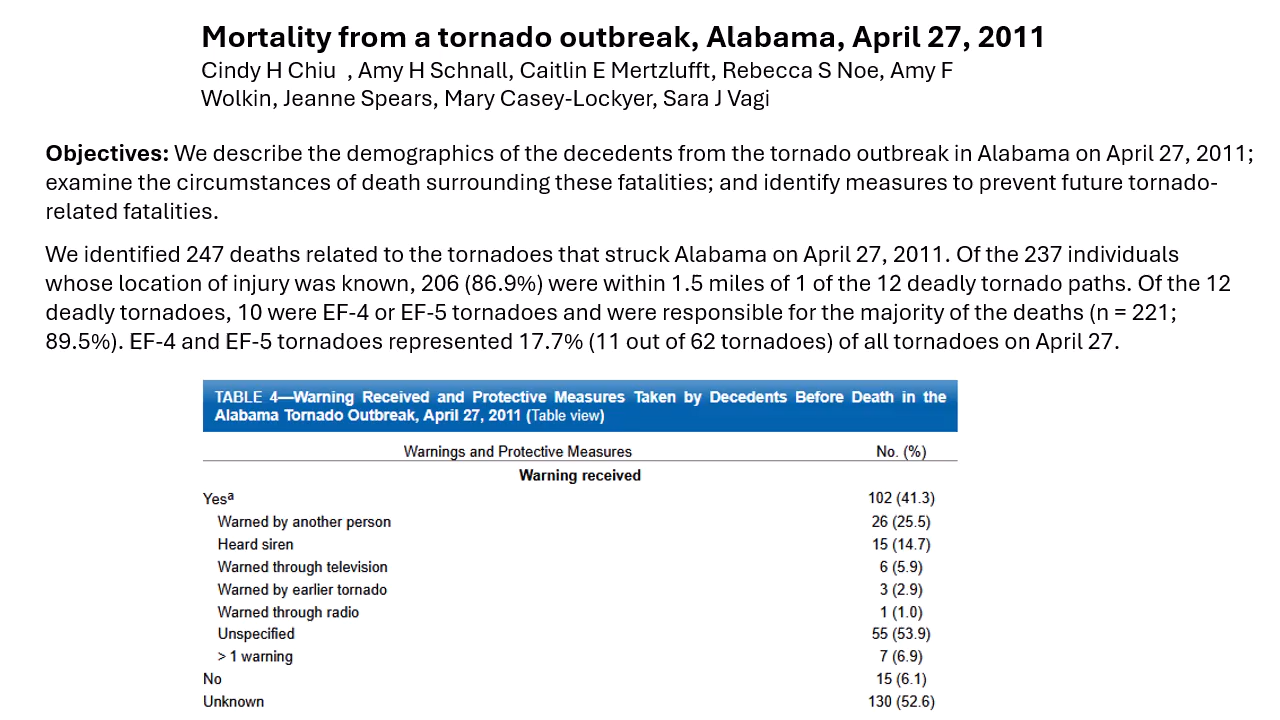 Mortality from a tornado outbreak, Alabama, April 27, 2011
Cindy H Chiu , Amy H Schnall, Caitlin E Mertzlufft, Rebecca S Noe, Amy F
Wolkin, Jeanne Spears, Mary Casey-Lockyer, Sara J Vagi
Objectives: We describe the demographics of the decedents from the tornado outbreak in Alabama on April 27, 2011;
examine the circumstances of death surrounding these fatalities; and identify measures to prevent future tornado-
related fatalities.
We identified 247 deaths related to the tornadoes that struck Alabama on April 27, 2011. Of the 237 individuals
whose location of injury was known, 206 (86.9%) were within 1.5 miles of 1 of the 12 deadly tornado paths. Of the 12
deadly tornadoes, 10 were EF-4 or EF-5 tornadoes and were responsible for the majority of the deaths (n = 221;
89.5%). EF-4 and EF-5 tornadoes represented 17.7% (11 out of 62 tornadoes) of all tornadoes on April 27.
TABLE 4—Warning Received and Protective Measures Taken by Decedents Before Death in the
Alabama Tornado Outbreak, April 27, 2011 (Table view)
Warnings and Protective Measures No. (%)
Warning received
Yesª 102 (41.3)
Warned by another person 26 (25.5)
Heard siren 15 (14.7)
Warned through television 6 (5.9)
Warned by earlier tornado 3 (2.9)
Warned through radio 1 (1.0)
Unspecified 55 (53.9)
> 1 warning 7 (6.9)
No 15 (6.1)
Unknown 130 (52.6)